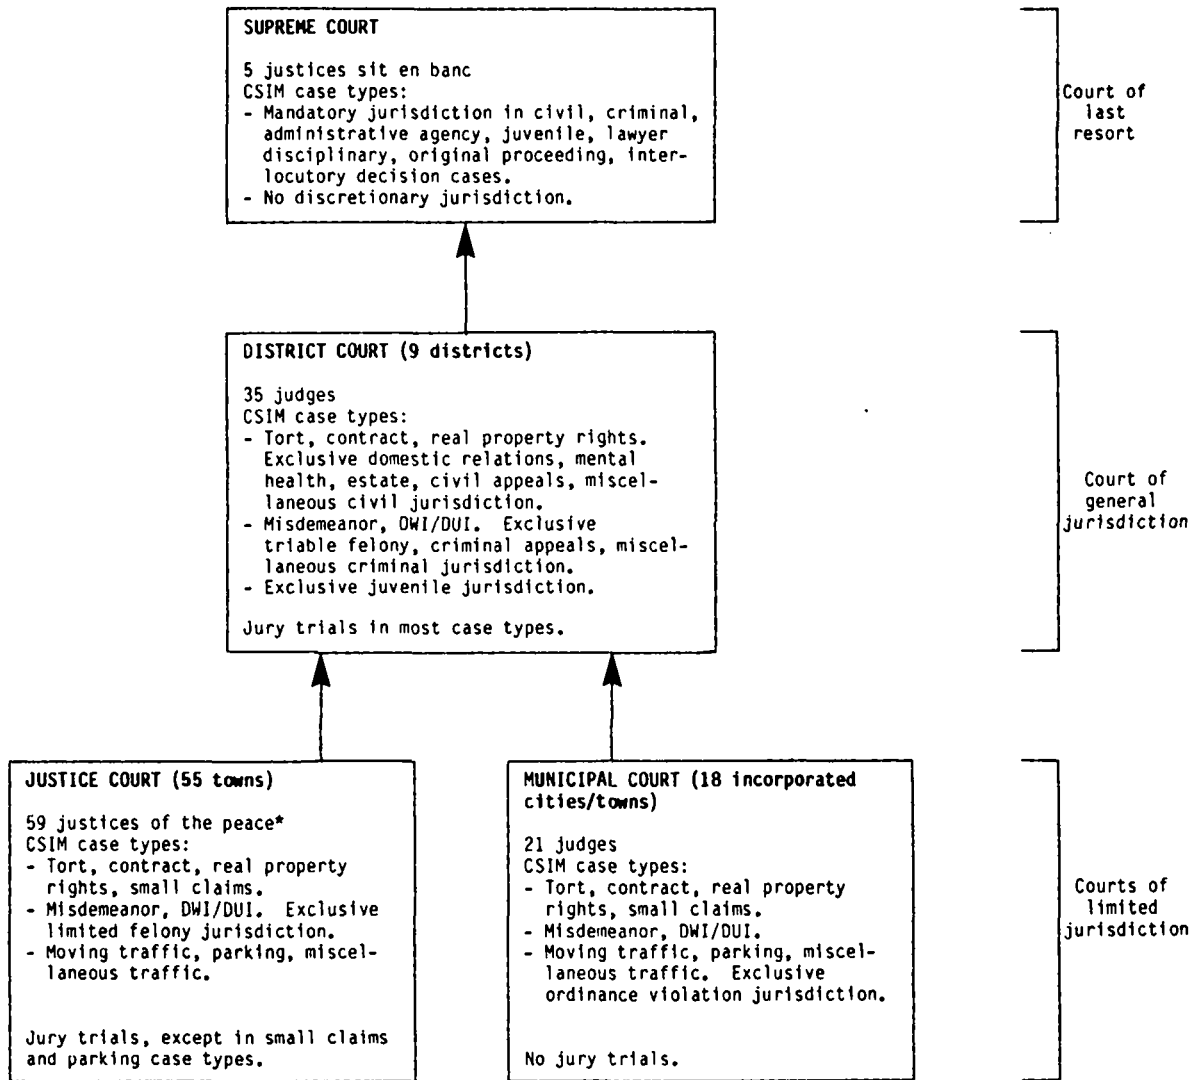 SUPREME COURT
5 justices sit en banc
CSIM case types:
- Mandatory jurisdiction in civil, criminal,
administrative agency, juvenile, lawyer
disciplinary, original proceeding, inter-
locutory decision cases.
- No discretionary jurisdiction.
Court of
last
resort
DISTRICT COURT (9 districts)
35 judges
CSIM case types:
- Tort, contract, real property rights.
Exclusive domestic relations, mental
health, estate, civil appeals, miscel-
laneous civil jurisdiction.
- Misdemeanor, DWI/DUI. Exclusive
triable felony, criminal appeals, miscel-
laneous criminal jurisdiction.
- Exclusive juvenile jurisdiction.
Jury trials in most case types.
Court of
general
jurisdiction
JUSTICE COURT (55 towns)
59 justices of the peace*
CSIM case types:
- Tort, contract, real property
rights, small claims.
- Misdemeanor, DWI/DUI. Exclusive
limited felony jurisdiction.
- Moving traffic, parking, miscel-
laneous traffic.
Jury trials, except in small claims
and parking case types.
MUNICIPAL COURT (18 incorporated
cities/towns)
21 judges
CSIM case types:
- Tort, contract, real property
rights, small claims.
- Misdemeanor, DWI/DUI.
- Moving traffic, parking, miscel-
laneous traffic. Exclusive
ordinance violation jurisdiction.
No jury trials.
Courts of
limited
jurisdiction